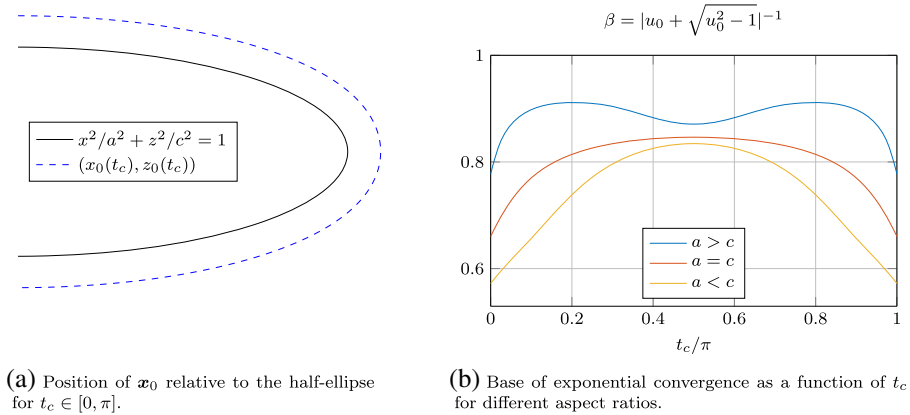 x²/a² + z²/c² = 1
(x₀(t_c), z₀(t_c))
(a) Position of 𝒙₀ relative to the half-ellipse
for t_c ∈ [0, π].
β = |u₀ + √(u₀² − 1)|⁻¹
1
0.8
0.6
a > c
a = c
a < c
0 0.2 0.4 0.6 0.8 1
t_c/π
(b) Base of exponential convergence as a function of t_c
for different aspect ratios.